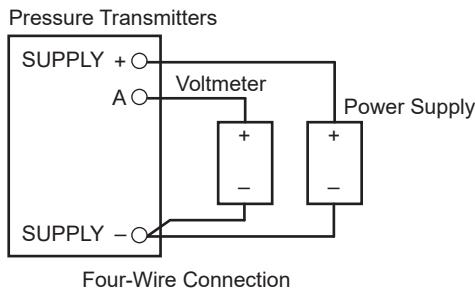 Pressure Transmitters
SUPPLY +
A
Voltmeter
Power Supply
+ +
– –
SUPPLY –
Four-Wire Connection